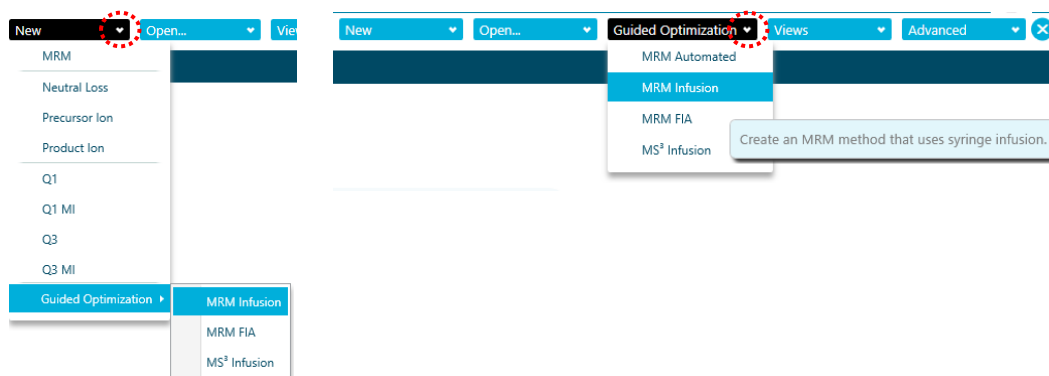 New
Open...
Vie
MRM
Neutral Loss
Precursor Ion
Product Ion
Q1
Q1 MI
Q3
Q3 MI
Guided Optimization
MRM Infusion
MRM FIA
MS³ Infusion
New
Open...
Guided Optimization
Views
Advanced
MRM Automated
MRM Infusion
MRM FIA
MS³ Infusion
Create an MRM method that uses syringe infusion.